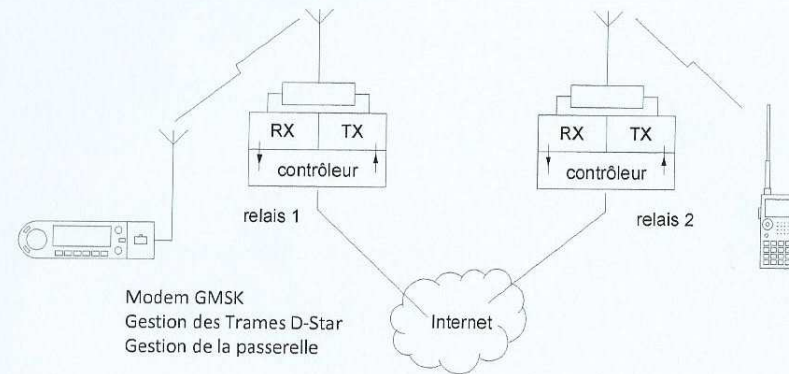 RX TX
contrôleur
relais 1
RX TX
contrôleur
relais 2
Internet
Modem GMSK
Gestion des Trames D-Star
Gestion de la passerelle